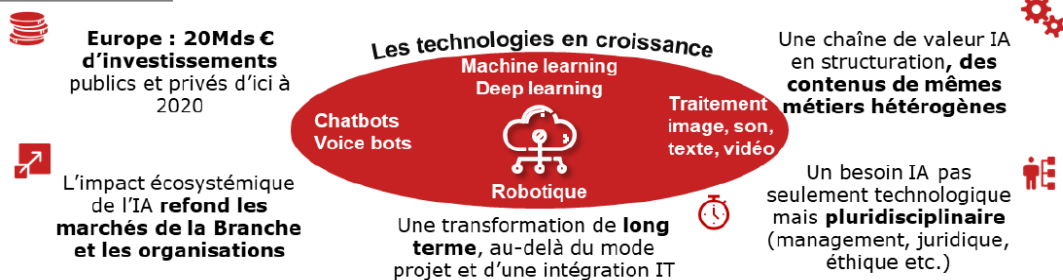 Europe : 20Mds €
d’investissements
publics et privés d’ici à
2020
L’impact écosystémique
de l’IA refond les
marchés de la Branche
et les organisations
Les technologies en croissance
Machine learning
Deep learning
Chatbots
Voice bots
Traitement
image, son,
texte, vidéo
Robotique
Une transformation de long
terme, au-delà du mode
projet et d’une intégration IT
Une chaîne de valeur IA
en structuration, des
contenus de mêmes
métiers hétérogènes
Un besoin IA pas
seulement technologique
mais pluridisciplinaire
(management, juridique,
éthique etc.)